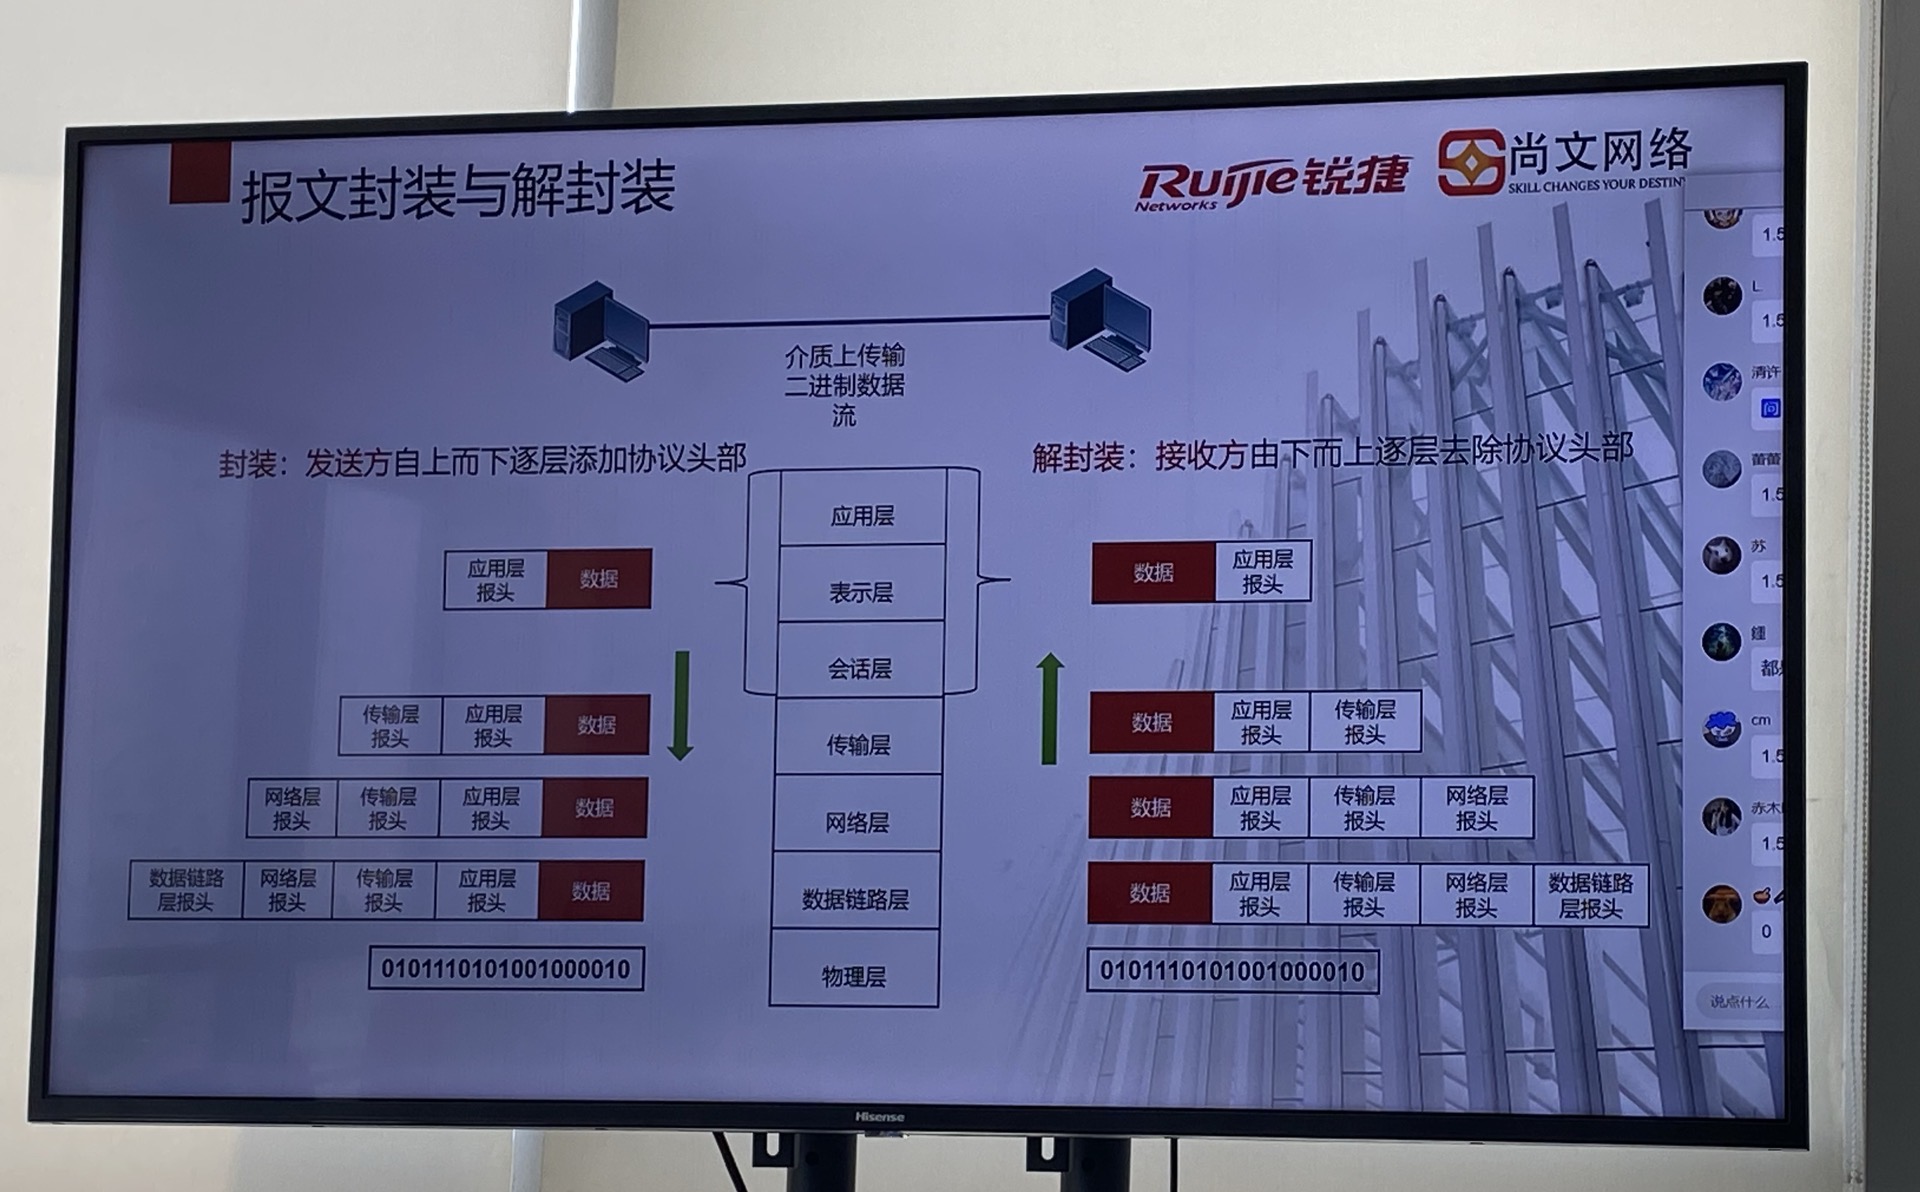 报文封装与解封装
Ruijie锐捷
Networks
尚文网络
SKILL CHANGES YOUR DESTIN
介质上传输
二进制数据
流
封装：发送方自上而下逐层添加协议头部
解封装：接收方由下而上逐层去除协议头部
应用层
报头
数据
传输层
报头
应用层
报头
数据
网络层
报头
传输层
报头
应用层
报头
数据
数据链路
层报头
网络层
报头
传输层
报头
应用层
报头
数据
0101110101001000010
应用层
表示层
会话层
传输层
网络层
数据链路层
物理层
数据
应用层
报头
数据
应用层
报头
传输层
报头
数据
应用层
报头
传输层
报头
网络层
报头
数据
应用层
报头
传输层
报头
网络层
报头
数据链路
层报头
0101110101001000010
1.5
L
1.5
清许
问
蕾蕾
1.5
苏
1.5
都
cm
1.5
赤木
1.5
0
说点什么...
Hisense